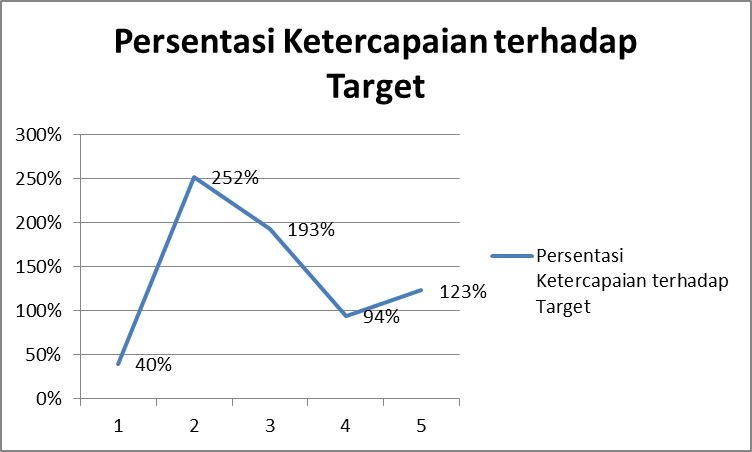 Persentasi Ketercapaian terhadap
Target
300%
250%
200%
150%
100%
50%
0%
252%
193%
123%
94%
40%
1 2 3 4 5
Persentasi
Ketercapaian terhadap
Target